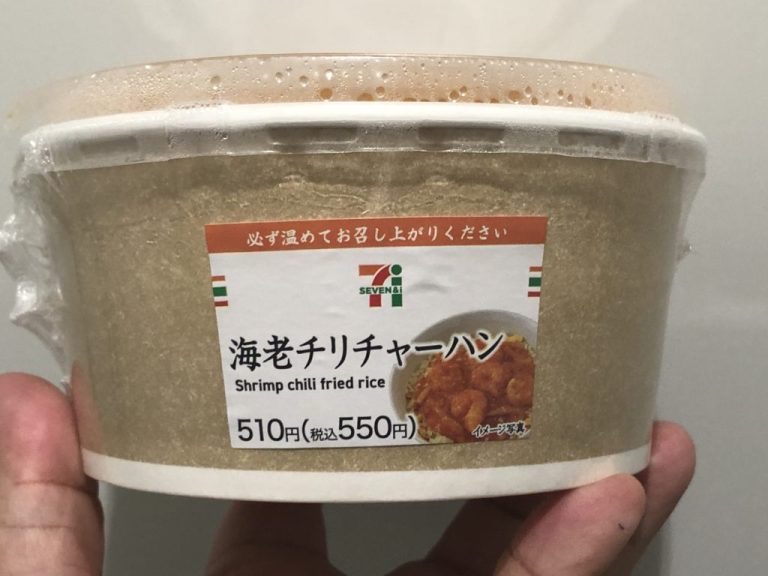 必ず温めてお召し上がりください
SEVEN&i
海老チリチャーハン
Shrimp chili fried rice
510円(税込550円)
イメージ写真